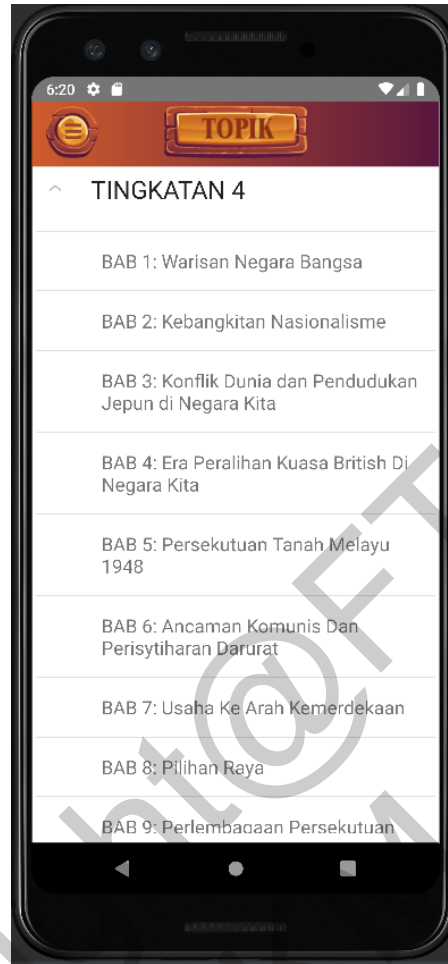 6:20
TOPIK
TINGKATAN 4
BAB 1: Warisan Negara Bangsa
BAB 2: Kebangkitan Nasionalisme
BAB 3: Konflik Dunia dan Pendudukan
Jepun di Negara Kita
BAB 4: Era Peralihan Kuasa British Di
Negara Kita
BAB 5: Persekutuan Tanah Melayu
1948
BAB 6: Ancaman Komunis Dan
Perisytiharan Darurat
BAB 7: Usaha Ke Arah Kemerdekaan
BAB 8: Pilihan Raya
BAB 9: Perlembagaan Persekutuan